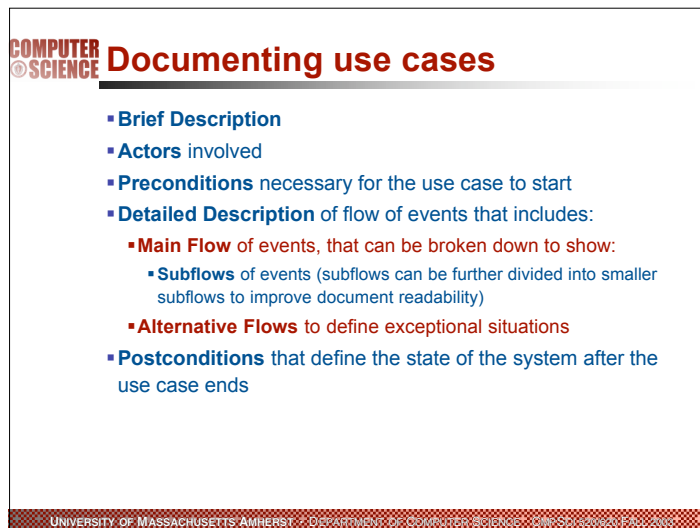 COMPUTER
SCIENCE
Documenting use cases
▪ Brief Description
▪ Actors involved
▪ Preconditions necessary for the use case to start
▪ Detailed Description of flow of events that includes:
▪ Main Flow of events, that can be broken down to show:
▪ Subflows of events (subflows can be further divided into smaller
subflows to improve document readability)
▪ Alternative Flows to define exceptional situations
▪ Postconditions that define the state of the system after the
use case ends
UNIVERSITY OF MASSACHUSETTS AMHERST • DEPARTMENT OF COMPUTER SCIENCE